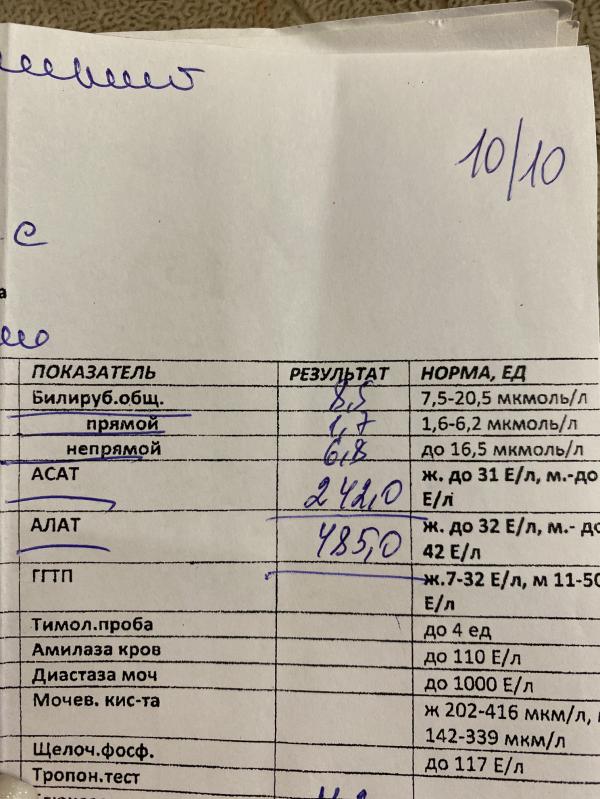 10/10
с
а
ПОКАЗАТЕЛЬ РЕЗУЛЬТАТ НОРМА, ЕД
Билируб.общ. 8,5 7,5-20,5 мкмоль/л
прямой 1,7 1,6-6,2 мкмоль/л
непрямой 6,8 до 16,5 мкмоль/л
АСАТ 242,0 ж. до 31 Е/л, м.-до
Е/л
АЛАТ 485,0 ж. до 32 Е/л, м.- до
42 Е/л
ГГТП ж.7-32 Е/л, м 11-50
Е/л
Тимол.проба до 4 ед
Амилаза кров до 110 Е/л
Диастаза моч до 1000 Е/л
Мочев. кис-та ж 202-416 мкм/л,
142-339 мкм/л
Щелоч.фосф. до 117 Е/л
Тропон.тест